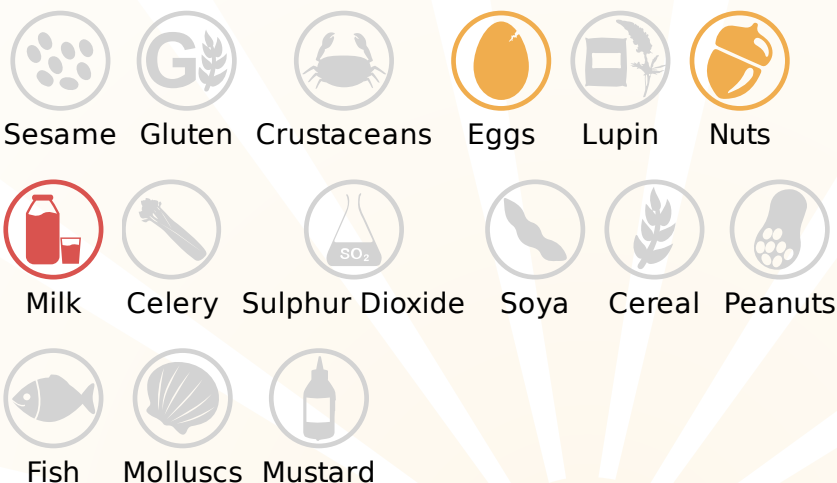 G
Sesame Gluten Crustaceans Eggs Lupin Nuts
SO₂
Milk Celery Sulphur Dioxide Soya Cereal Peanuts
Fish Molluscs Mustard